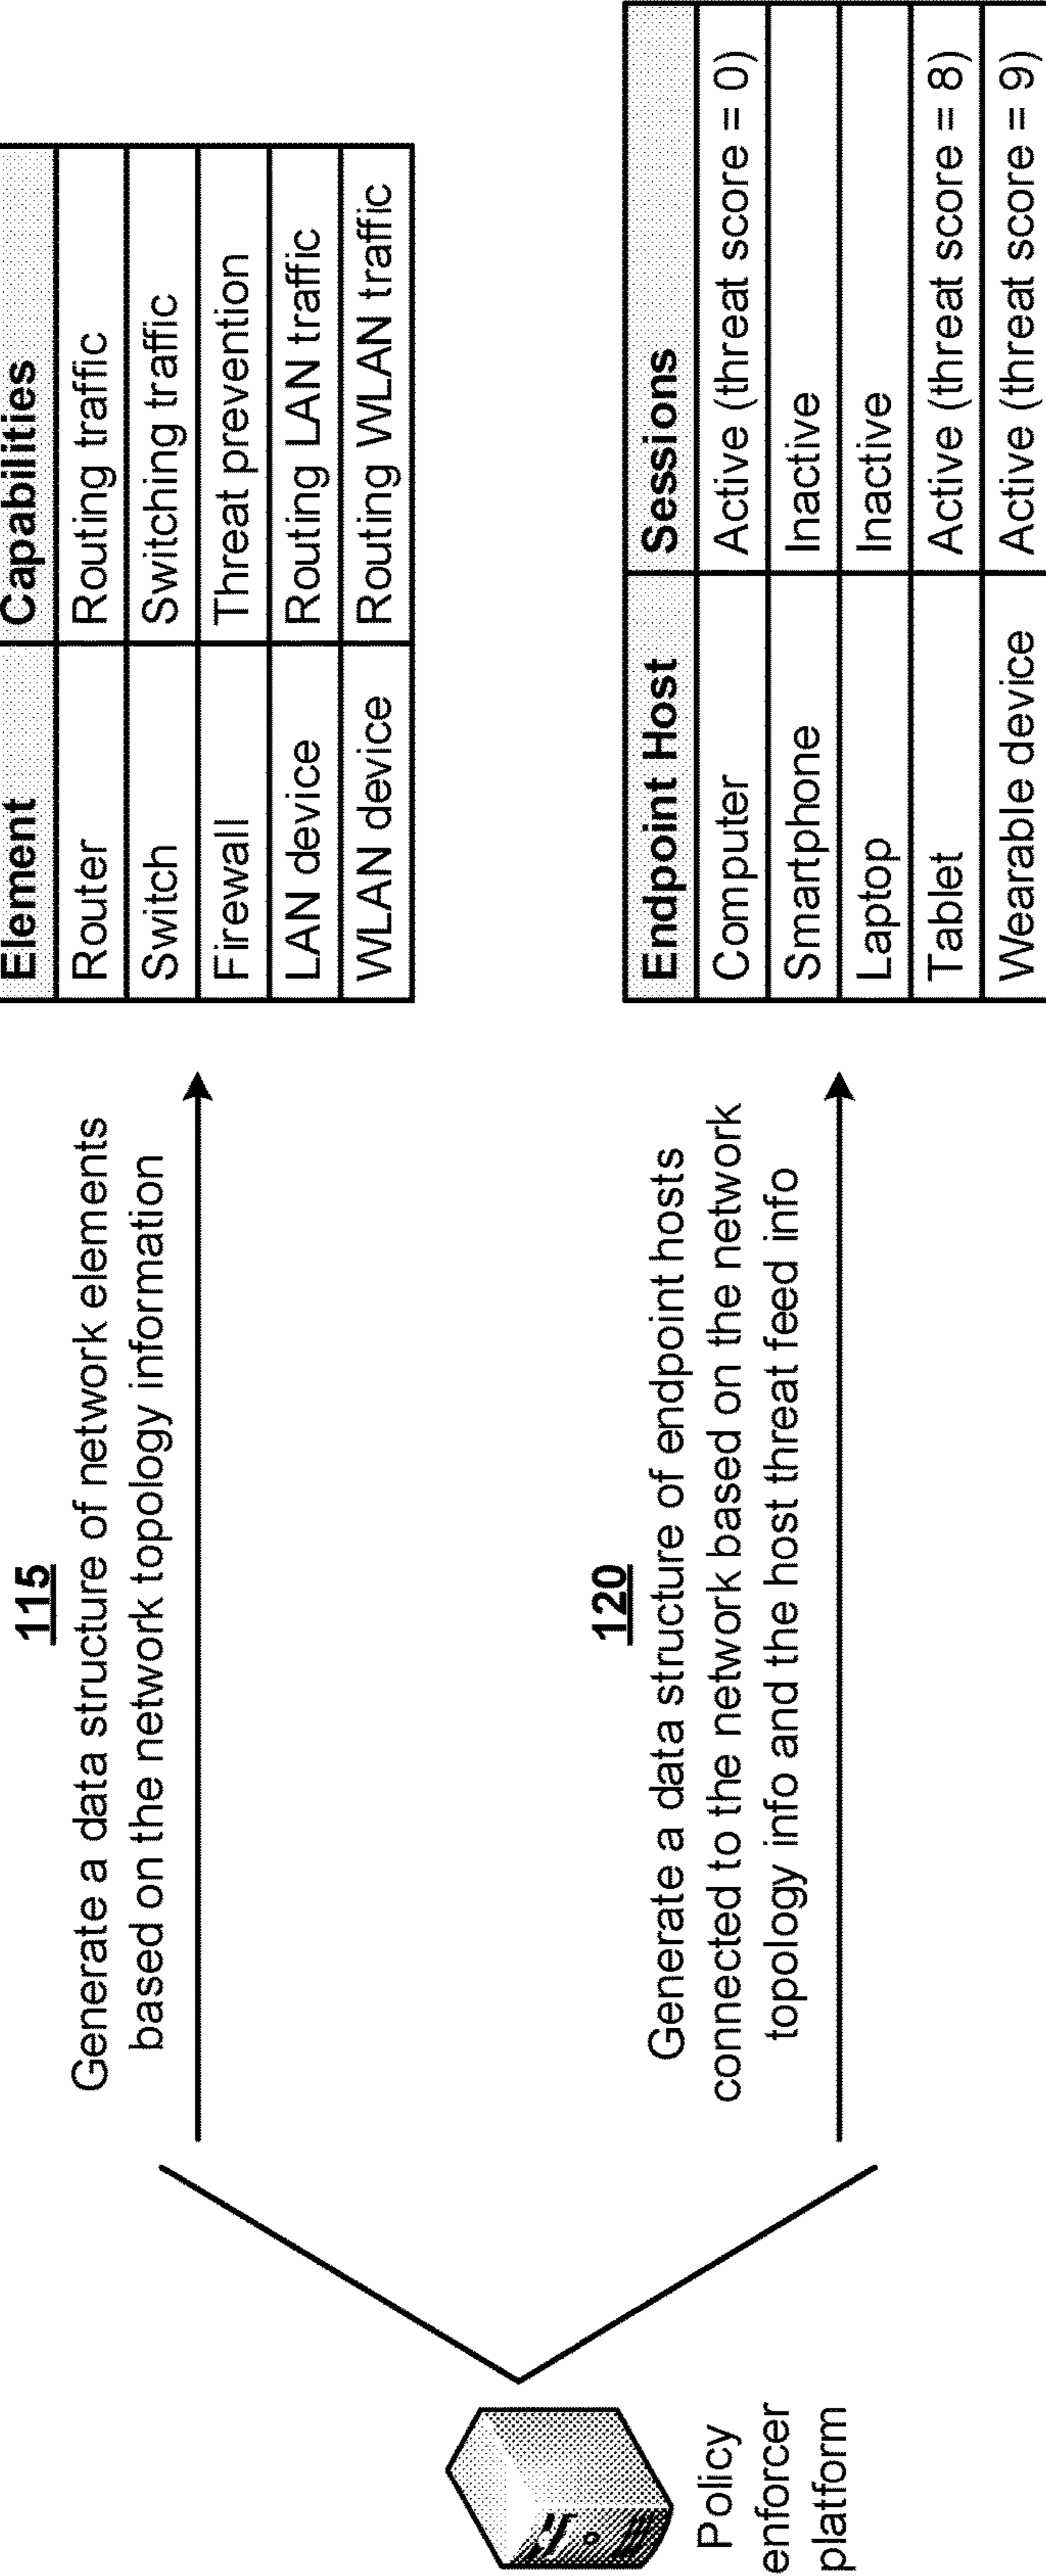 Policy
enforcer
platform
115
Generate a data structure of network elements
based on the network topology information
Element Capabilities
Router Routing traffic
Switch Switching traffic
Firewall Threat prevention
LAN device Routing LAN traffic
WLAN device Routing WLAN traffic
120
Generate a data structure of endpoint hosts
connected to the network based on the network
topology info and the host threat feed info
Endpoint Host Sessions
Computer Active (threat score = 0)
Smartphone Inactive
Laptop Inactive
Tablet Active (threat score = 8)
Wearable device Active (threat score = 9)